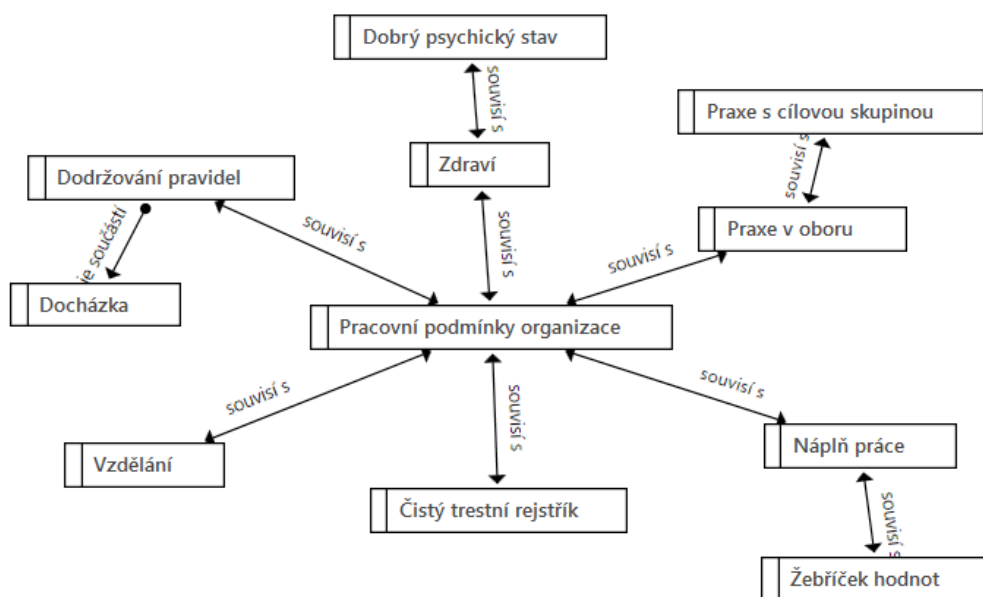 Dobrý psychický stav
souvisí s
Praxe s cílovou skupinou
souvisí s
Zdraví
Dodržování pravidel
je součástí
souvisí s
souvisí s
Praxe v oboru
souvisí s
Docházka
Pracovní podmínky organizace
souvisí s
souvisí s
souvisí s
Vzdělání
Náplň práce
Čistý trestní rejstřík
souvisí s
Žebříček hodnot